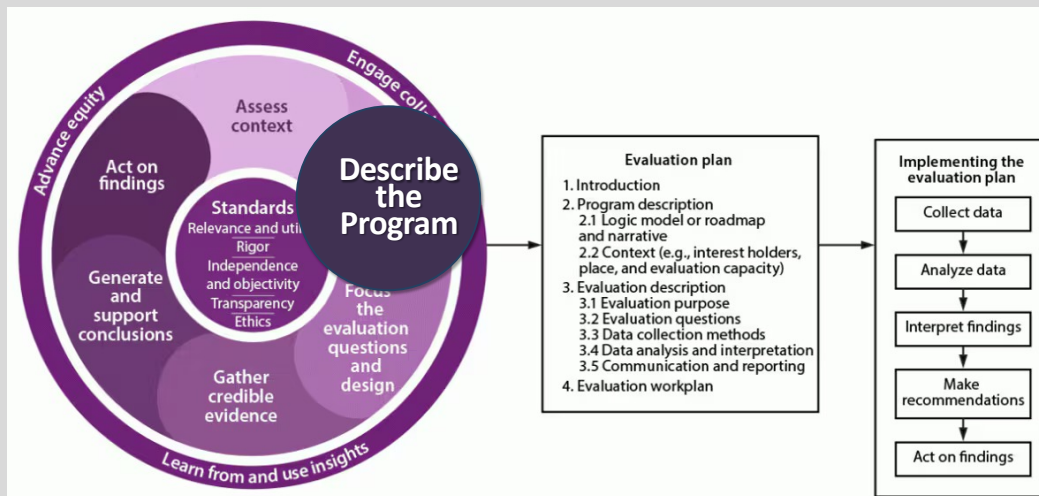 Advance equity
Engage
Learn from and use insights
Assess
context
Describe
the
Program
Act on
findings
Standards
Relevance and
Rigor
Independence
and objectivity
Transparency
Ethics
Generate
and
support
conclusions
Focus
the
evaluation
questions
and
design
Gather
credible
evidence
Evaluation plan
1. Introduction
2. Program description
2.1 Logic model or roadmap
and narrative
2.2 Context (e.g., interest holders,
place, and evaluation capacity)
3. Evaluation description
3.1 Evaluation purpose
3.2 Evaluation questions
3.3 Data collection methods
3.4 Data analysis and interpretation
3.5 Communication and reporting
4. Evaluation workplan
Implementing the
evaluation plan
Collect data
Analyze data
Interpret findings
Make
recommendations
Act on findings